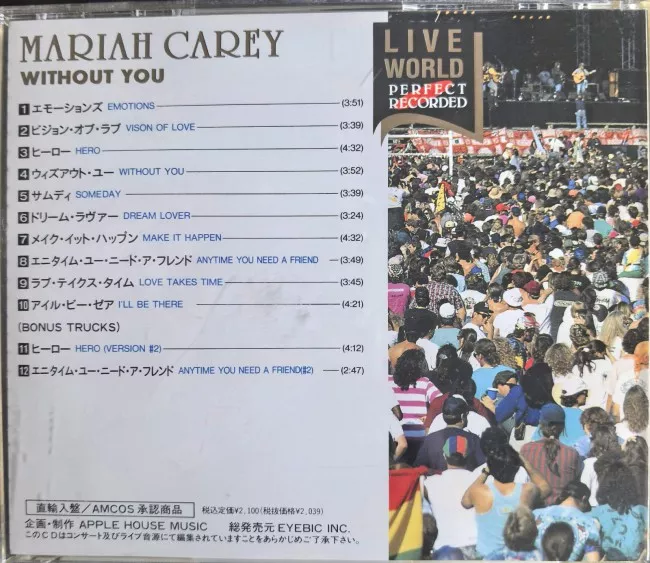 MARIAH CAREY
WITHOUT YOU
LIVE
WORLD
PERFECT
RECORDED
1 エモーションズ EMOTIONS (3:51)
2 ビジョン・オブ・ラブ VISON OF LOVE (3:39)
3 ヒーロー HERO (4:32)
4 ウィズアウト・ユー WITHOUT YOU (3:52)
5 サムディ SOMEDAY (3:39)
6 ドリーム・ラヴァー DREAM LOVER (3:24)
7 メイク・イット・ハップン MAKE IT HAPPEN (4:32)
8 エニタイム・ユー・ニード・ア・フレンド ANYTIME YOU NEED A FRIEND (3:49)
9 ラブ・テイクス・タイム LOVE TAKES TIME (3:45)
10 アイル・ビー・ゼア I'LL BE THERE (4:21)
(BONUS TRUCKS)
11 ヒーロー HERO (VERSION #2) (4:12)
12 エニタイム・ユー・ニード・ア・フレンド ANYTIME YOU NEED A FRIEND(#2) (2:47)
直輸入盤/AMCOS承認商品 税込定価¥2,100(税抜価格¥2,039)
企画・制作 APPLE HOUSE MUSIC 総発売元 EYEBIC INC.
このCDはコンサート及びライブ音源にて編集されていますことをあらかじめご了承下さい。